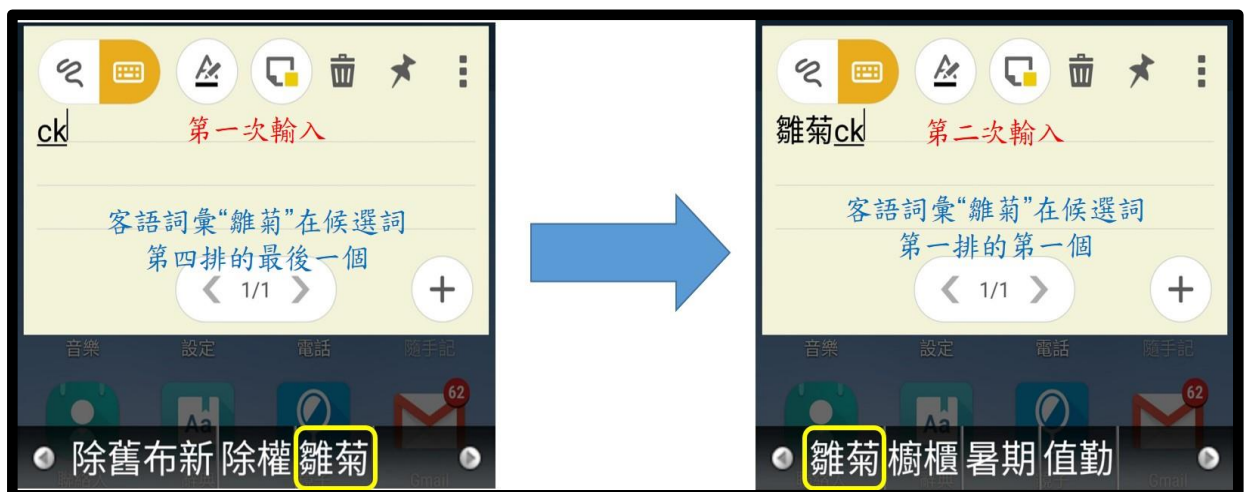 ck
第一次輸入
客語詞彙“雛菊”在候選詞
第四排的最後一個
1/1
音樂 設定 電話 隨手記
62
Aa
除舊布新 除權 雛菊
Gmail
雛菊ck
第二次輸入
客語詞彙“雛菊”在候選詞
第一排的第一個
1/1
音樂 設定 電話 隨手記
62
Aa
雛菊 櫥櫃 暑期 值勤
Gmail